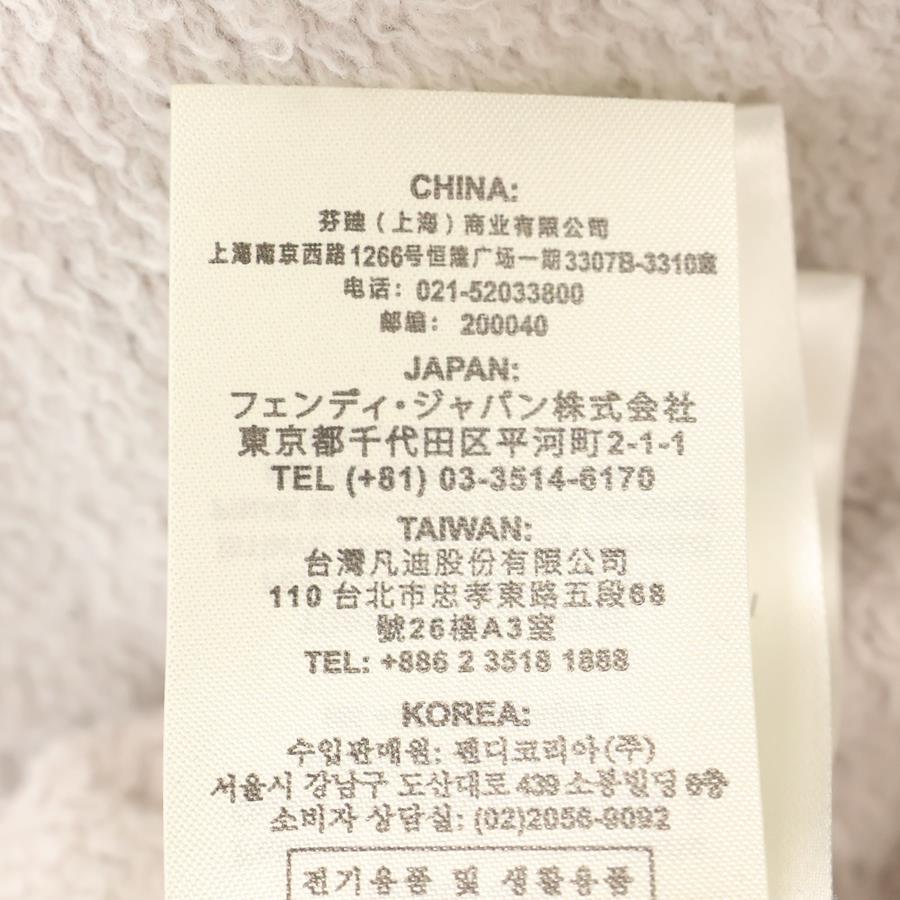 CHINA:
芬迪（上海）商业有限公司
上海南京西路1266号恒隆广场一期3307B-3310室
电话：021-52033800
邮编：200040
JAPAN:
フェンディ・ジャパン株式会社
東京都千代田区平河町2-1-1
TEL (+81) 03-3514-6170
TAIWAN:
台灣凡迪股份有限公司
110 台北市忠孝東路五段68
號26樓A3室
TEL: +886 2 3518 1888
KOREA:
수입판매원: 펜디코리아(주)
서울시 강남구 도산대로 439 소봉빌딩 6층
소비자 상담실: (02)2056-9092
전기용품 및 생활용품